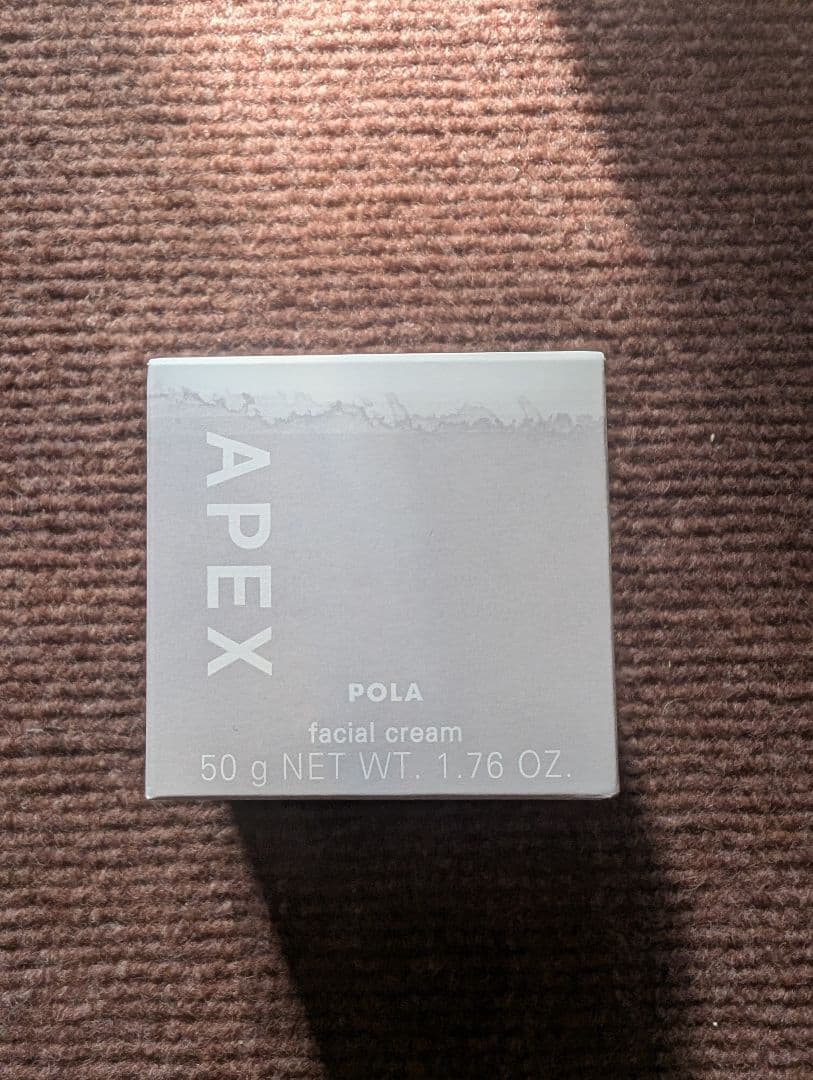 APEX
POLA
facial cream
50 g NET WT. 1.76 OZ.